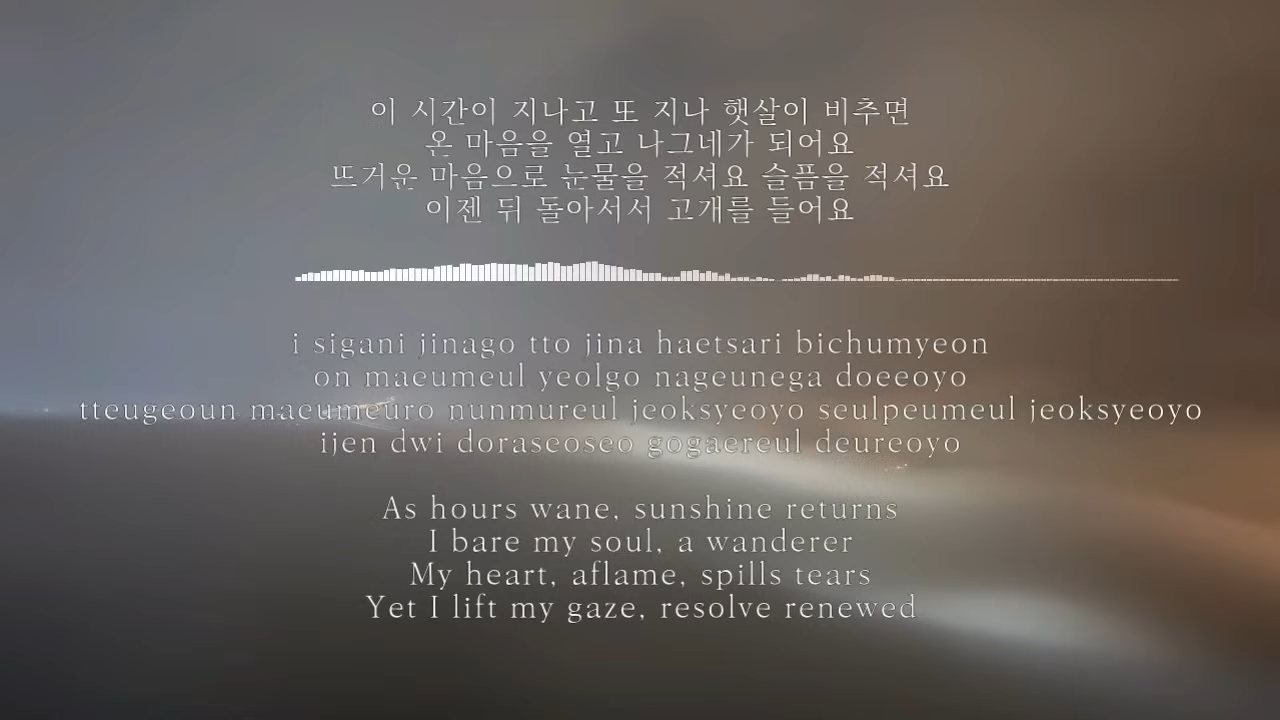 이 시간이 지나고 또 지나 햇살이 비추면
온 마음을 열고 나그네가 되어요
뜨거운 마음으로 눈물을 적셔요 슬픔을 적셔요
이젠 뒤 돌아서서 고개를 들어요
i sigani jinago tto jina haetsari bichumyeon
on maeumeul yeolgo nageunega doeeoyo
tteugeoun maeumeuro nunmureul jeoksyeoyo seulpeumeul jeoksyeoyo
ijen dwi doraseoseo gogaereul deureoyo
As hours wane, sunshine returns
I bare my soul, a wanderer
My heart, aflame, spills tears
Yet I lift my gaze, resolve renewed